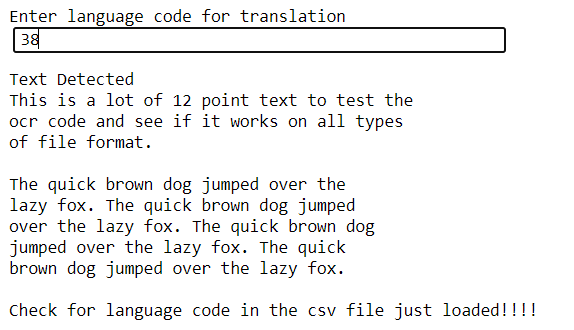 Enter language code for translation
38
Text Detected
This is a lot of 12 point text to test the
ocr code and see if it works on all types
of file format.
The quick brown dog jumped over the
lazy fox. The quick brown dog jumped
over the lazy fox. The quick brown dog
jumped over the lazy fox. The quick
brown dog jumped over the lazy fox.
Check for language code in the csv file just loaded!!!!